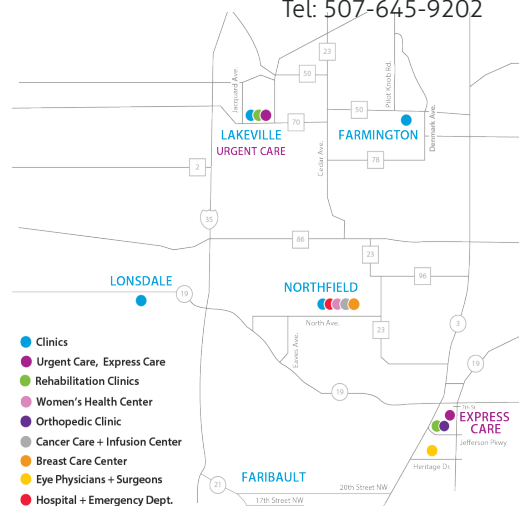 Tel: 507-645-9202
23
50
Jacquard Ave.
Pilot Knob Rd.
50
70
LAKEVILLE
URGENT CARE
FARMINGTON
Denmark Ave.
Cedar Ave.
78
2
35
86
23
96
LONSDALE
19
NORTHFIELD
North Ave.
23
3
Eaves Ave.
19
19
Clinics
Urgent Care, Express Care
Rehabilitation Clinics
Women's Health Center
Orthopedic Clinic
Cancer Care + Infusion Center
Breast Care Center
Eye Physicians + Surgeons
Hospital + Emergency Dept.
EXPRESS
CARE
Jefferson Pkwy
Heritage Dr.
FARIBAULT
21
20th Street NW
17th Street NW